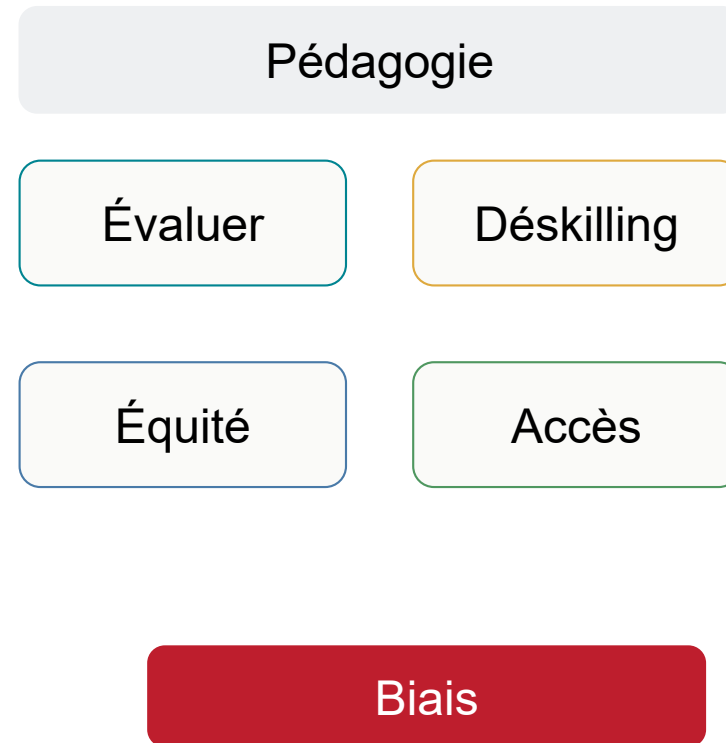 Pédagogie
Évaluer
Déskilling
Équité
Accès
Biais